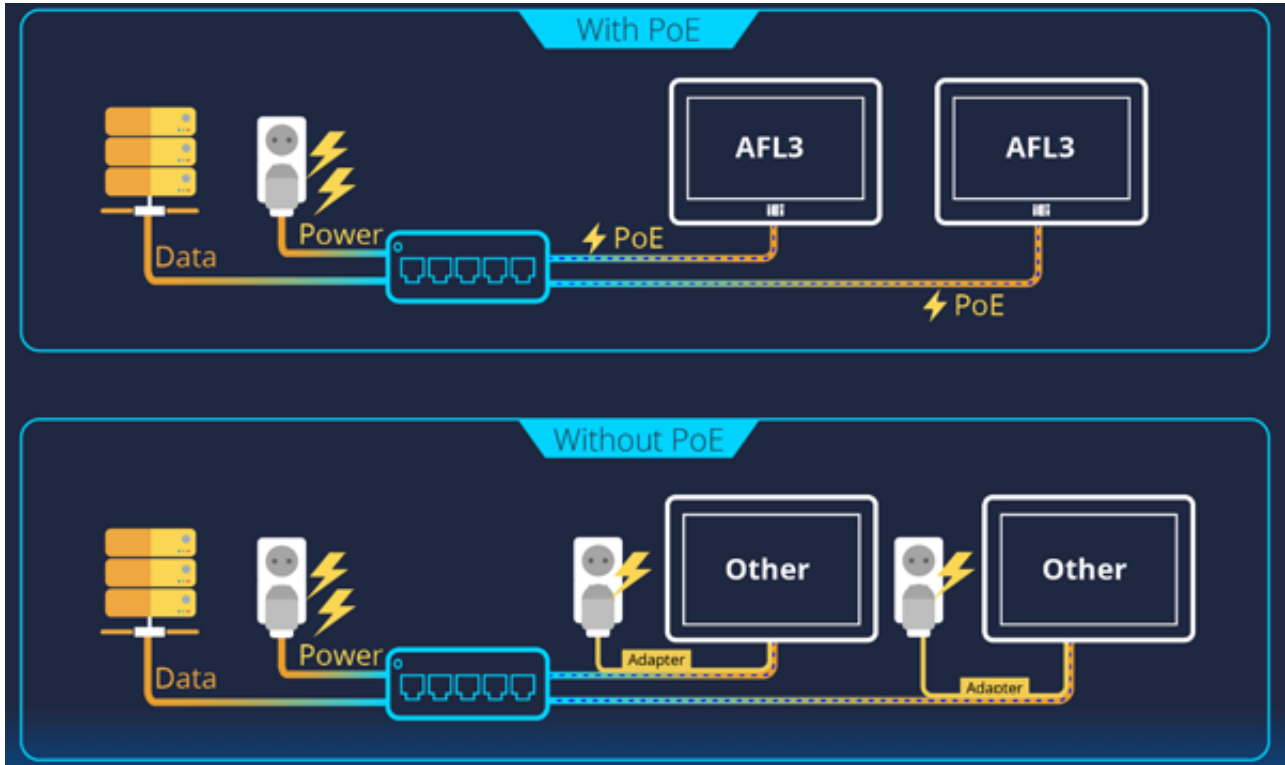 With PoE
AFL3
AFL3
Power
PoE
Data
PoE
Without PoE
Other
Other
Power
Adapter
Data
Adapter